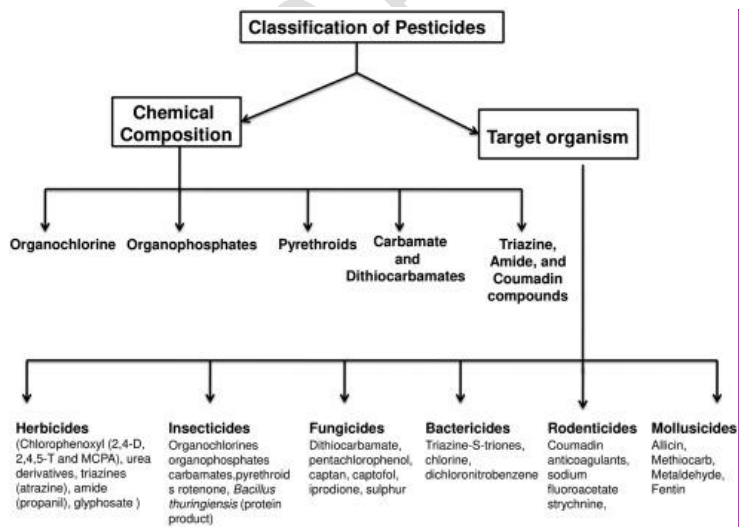 Classification of Pesticides
Chemical
Composition
Target organism
Organochlorine
Organophosphates
Pyrethroids
Carbamate
and
Dithiocarbamates
Triazine,
Amide, and
Coumadin
compounds
Herbicides
(Chlorophenoxyl (2,4-D,
2,4,5-T and MCPA), urea
derivatives, triazines
(atrazine), amide
(propanil), glyphosate )
Insecticides
Organochlorines
organophosphates
carbamates,pyrethroid
s rotenone, Bacillus
thuringiensis (protein
product)
Fungicides
Dithiocarbamate,
pentachlorophenol,
captan, captofol,
iprodione, sulphur
Bactericides
Triazine-S-triones,
chlorine,
dichloronitrobenzene
Rodenticides
Coumadin
anticoagulants,
sodium
fluoroacetate
strychnine,
Mollusicides
Allicin,
Methiocarb,
Metaldehyde,
Fentin